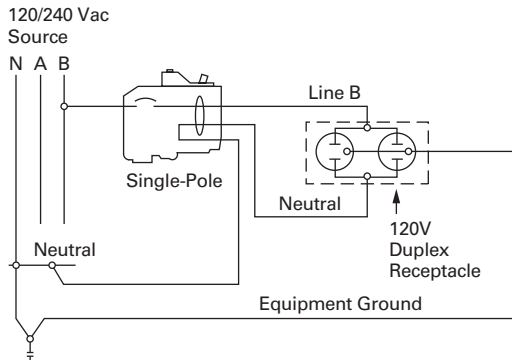 120/240 Vac
Source
N A B
Line B
Single-Pole
Neutral
120V
Duplex
Receptacle
Neutral
Equipment Ground